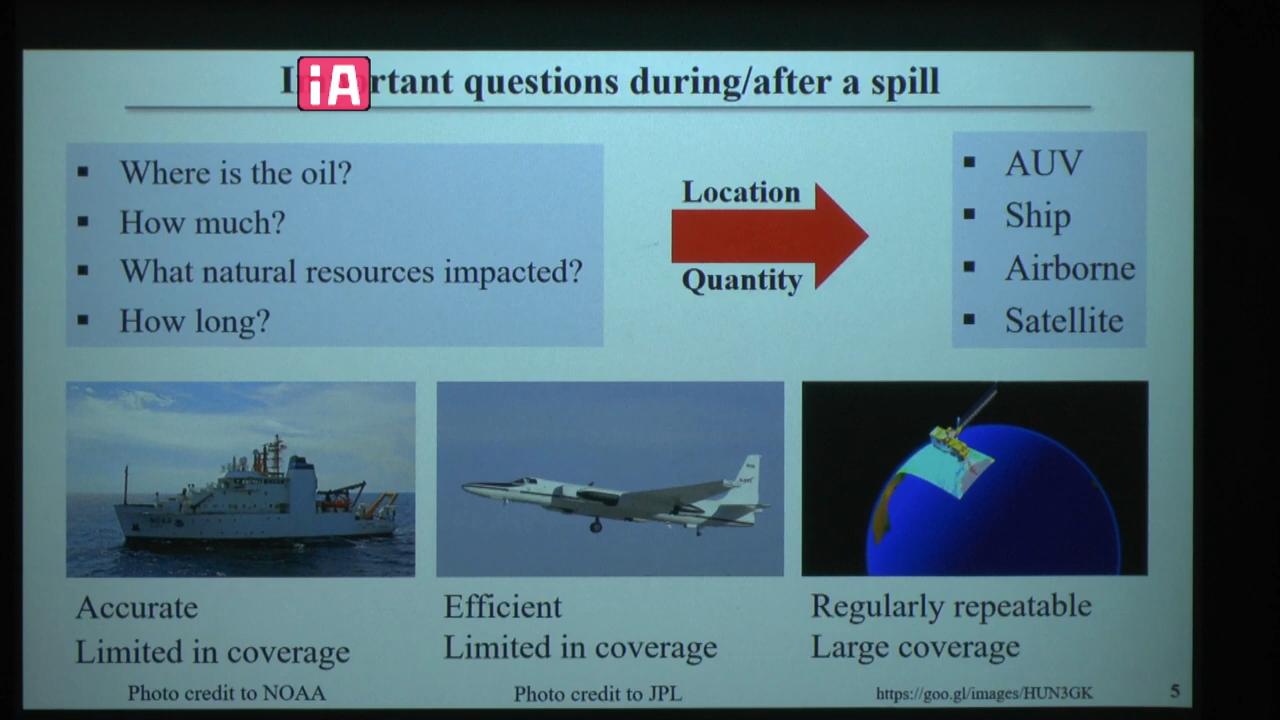 I iA rtant questions during/after a spill
▪ Where is the oil?
▪ How much?
▪ What natural resources impacted?
▪ How long?
Location
Quantity
▪ AUV
▪ Ship
▪ Airborne
▪ Satellite
Accurate
Limited in coverage
Photo credit to NOAA
Efficient
Limited in coverage
Photo credit to JPL
Regularly repeatable
Large coverage
https://goo.gl/images/HUN3GK
5